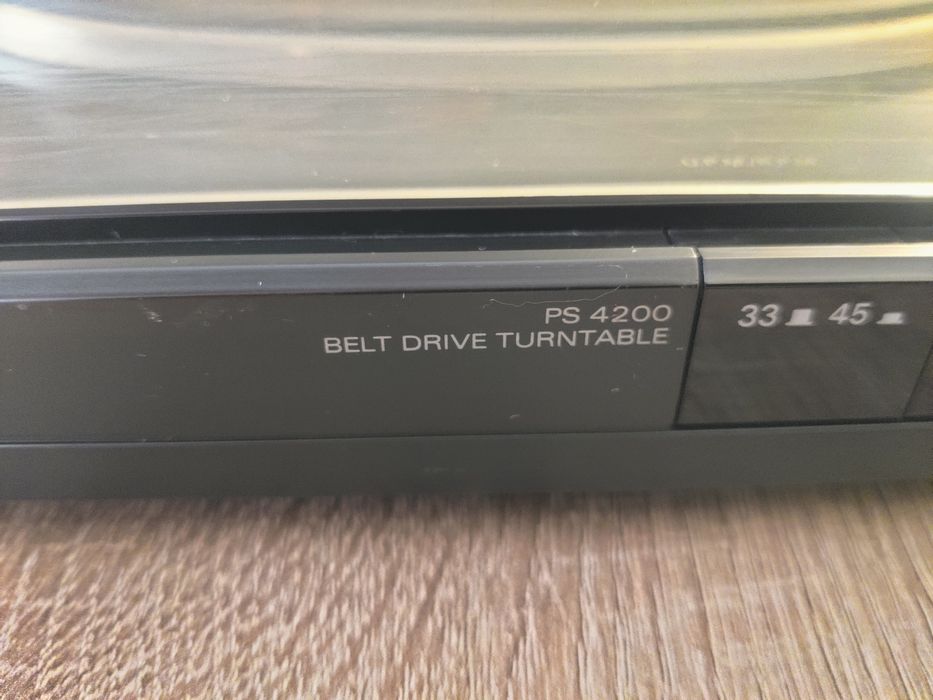 PS 4200
BELT DRIVE TURNTABLE
33 45